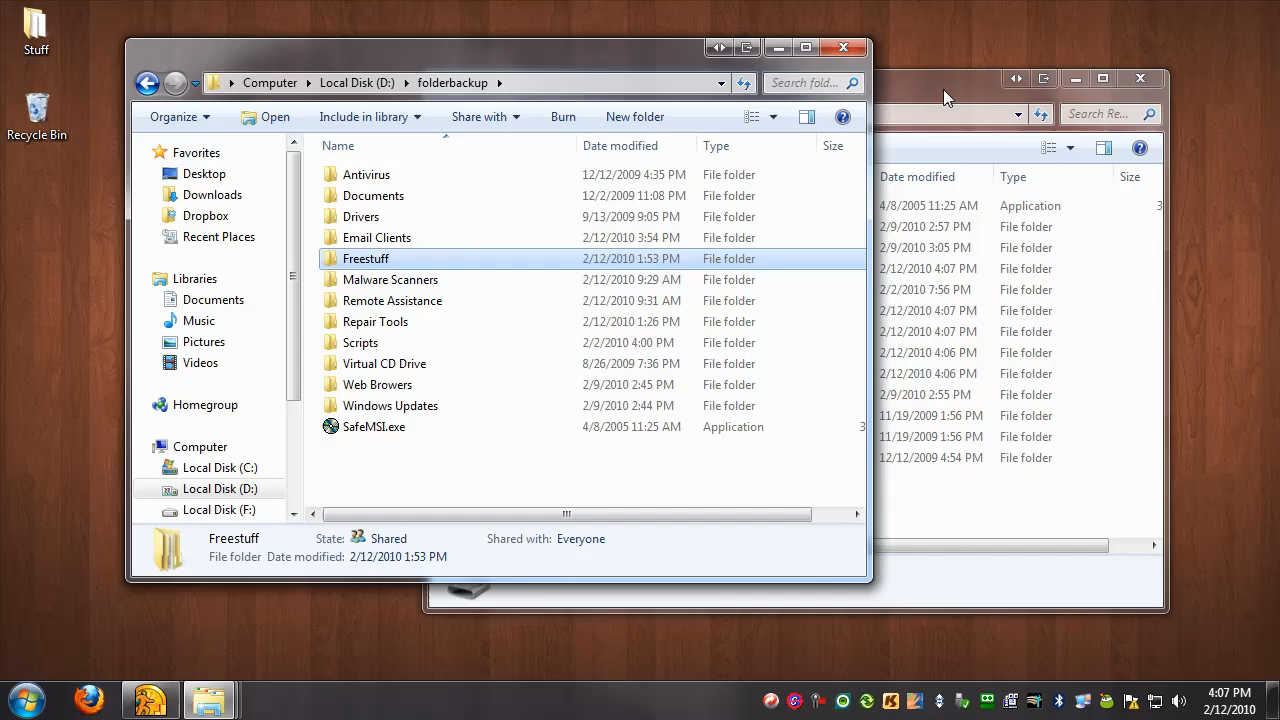 Stuff
Recycle Bin
Computer
Local Disk (D:)
folderbackup
Search fold...
Search Re...
Organize
Open
Include in library
Share with
Burn
New folder
Favorites
Desktop
Downloads
Dropbox
Recent Places
Libraries
Documents
Music
Pictures
Videos
Homegroup
Computer
Local Disk (C:)
Local Disk (D:)
Local Disk (F:)
Name Date modified Type Size
Antivirus 12/12/2009 4:35 PM File folder
Documents 12/2/2009 11:08 PM File folder
Drivers 9/13/2009 9:05 PM File folder
Email Clients 2/12/2010 3:54 PM File folder
Freestuff 2/12/2010 1:53 PM File folder
Malware Scanners 2/12/2010 9:29 AM File folder
Remote Assistance 2/12/2010 9:31 AM File folder
Repair Tools 2/12/2010 1:26 PM File folder
Scripts 2/2/2010 4:00 PM File folder
Virtual CD Drive 8/26/2009 7:36 PM File folder
Web Browers 2/9/2010 2:45 PM File folder
Windows Updates 2/9/2010 2:44 PM File folder
SafeMSI.exe 4/8/2005 11:25 AM Application 3
Freestuff State: Shared Shared with: Everyone
File folder Date modified: 2/12/2010 1:53 PM
Date modified Type Size
4/8/2005 11:25 AM Application 3
2/9/2010 2:57 PM File folder
2/9/2010 3:05 PM File folder
2/12/2010 4:07 PM File folder
2/2/2010 7:56 PM File folder
2/12/2010 4:07 PM File folder
2/12/2010 4:07 PM File folder
2/12/2010 4:06 PM File folder
2/12/2010 4:06 PM File folder
2/9/2010 2:55 PM File folder
11/19/2009 1:56 PM File folder
11/19/2009 1:56 PM File folder
12/12/2009 4:54 PM File folder
4:07 PM
2/12/2010